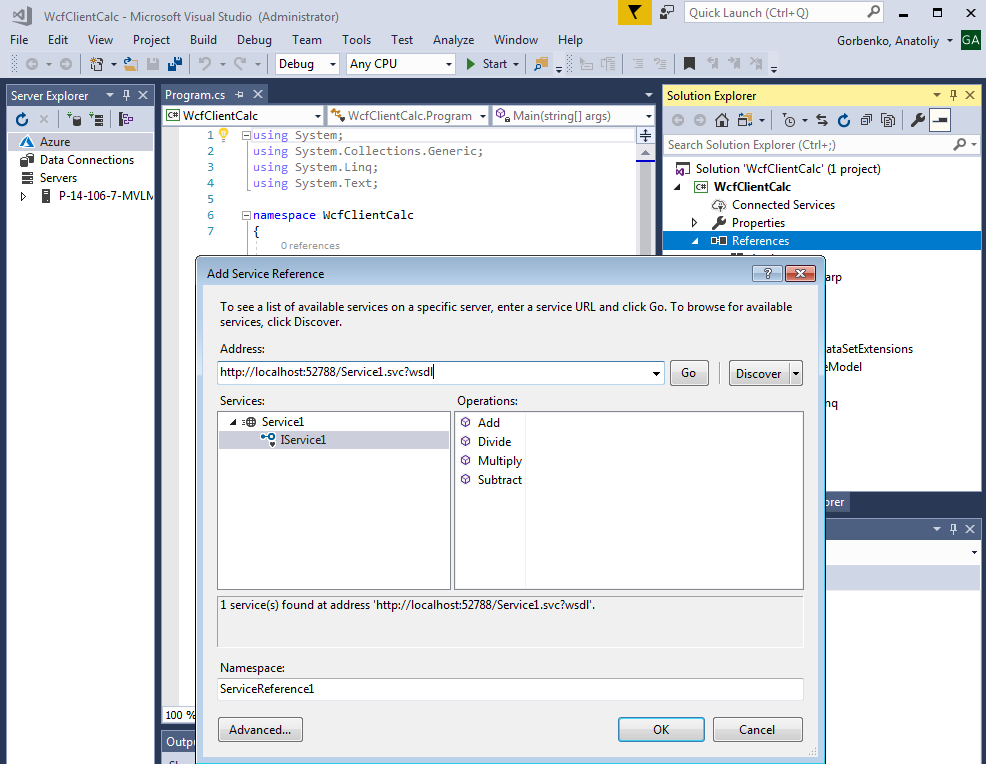 WcfClientCalc - Microsoft Visual Studio (Administrator)
Quick Launch (Ctrl+Q)
File Edit View Project Build Debug Team Tools Test Analyze Window Help
Gorbenko, Anatoliy GA
Debug Any CPU Start
Server Explorer
Azure
Data Connections
Servers
P-14-106-7-MVLM
Program.cs
C# WcfClientCalc WcfClientCalc.Program Main(string[] args)
1 using System;
2 using System.Collections.Generic;
3 using System.Linq;
4 using System.Text;
5
6 namespace WcfClientCalc
7 {
0 references
100 %
Outpu
Solution Explorer
Search Solution Explorer (Ctrl+;)
Solution 'WcfClientCalc' (1 project)
C# WcfClientCalc
Connected Services
Properties
References
arp
ataSetExtensions
eModel
nq
orer
Add Service Reference
To see a list of available services on a specific server, enter a service URL and click Go. To browse for available
services, click Discover.
Address:
http://localhost:52788/Service1.svc?wsdl
Go Discover
Services:
Service1
IService1
Operations:
Add
Divide
Multiply
Subtract
1 service(s) found at address 'http://localhost:52788/Service1.svc?wsdl'.
Namespace:
ServiceReference1
Advanced... OK Cancel